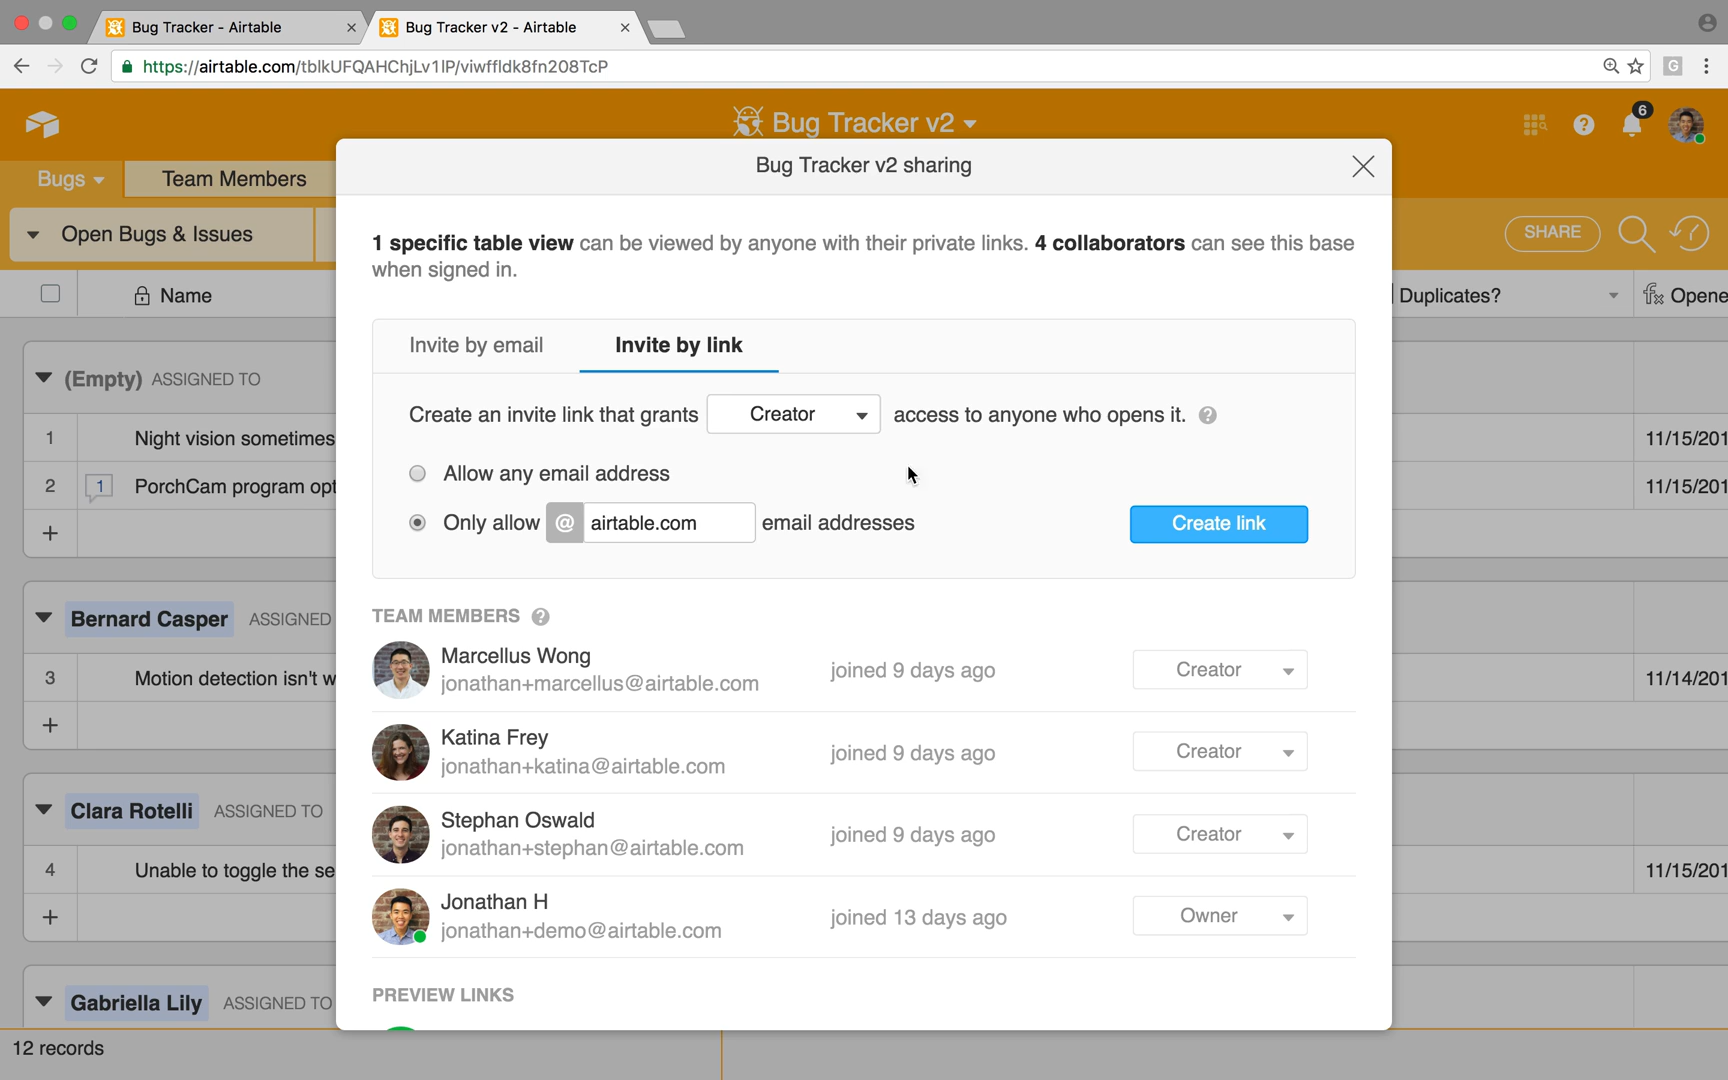 Bug Tracker - Airtable
Bug Tracker v2 - Airtable
https://airtable.com/tblkUFQAHChjLv1lP/viwffldk8fn208TcP
G
Bug Tracker v2
?
6
Bugs
Team Members
Bug Tracker v2 sharing
Open Bugs & Issues
SHARE
Name
Duplicates?
fx Opene
1 specific table view can be viewed by anyone with their private links. 4 collaborators can see this base
when signed in.
Invite by email
Invite by link
Create an invite link that grants Creator access to anyone who opens it. ?
Allow any email address
Only allow @ airtable.com email addresses
Create link
TEAM MEMBERS ?
Marcellus Wong
jonathan+marcellus@airtable.com
joined 9 days ago
Creator
Katina Frey
jonathan+katina@airtable.com
joined 9 days ago
Creator
Stephan Oswald
jonathan+stephan@airtable.com
joined 9 days ago
Creator
Jonathan H
jonathan+demo@airtable.com
joined 13 days ago
Owner
PREVIEW LINKS
(Empty) ASSIGNED TO
1 Night vision sometimes
11/15/201
2 1 PorchCam program opt
11/15/201
+
Bernard Casper ASSIGNED
3 Motion detection isn't w
11/14/201
+
Clara Rotelli ASSIGNED TO
4 Unable to toggle the se
11/15/201
+
Gabriella Lily ASSIGNED TO
12 records